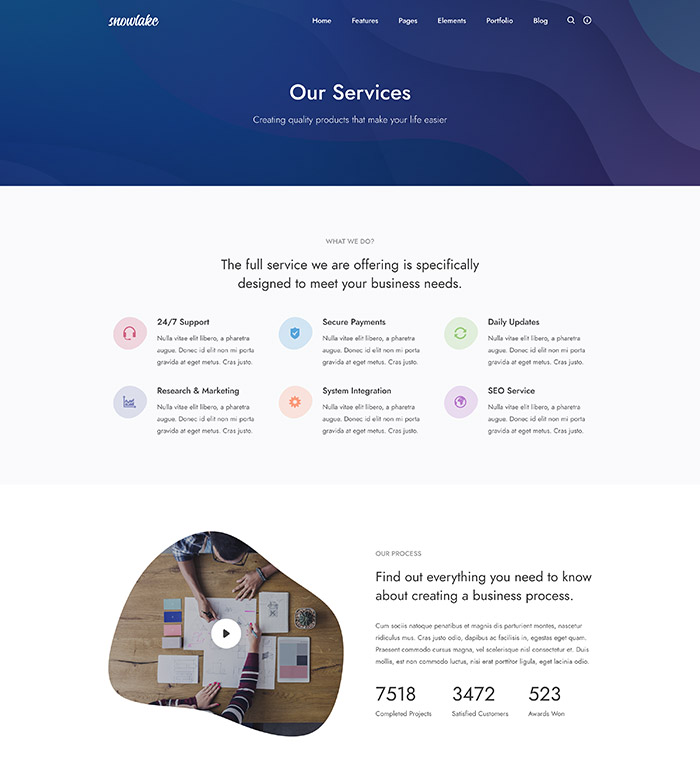 snowlake
Home Features Pages Elements Portfolio Blog
Our Services
Creating quality products that make your life easier
WHAT WE DO?
The full service we are offering is specifically
designed to meet your business needs.
24/7 Support
Nulla vitae elit libero, a pharetra
augue. Donec id elit non mi porta
gravida at eget metus. Cras justo.
Secure Payments
Nulla vitae elit libero, a pharetra
augue. Donec id elit non mi porta
gravida at eget metus. Cras justo.
Daily Updates
Nulla vitae elit libero, a pharetra
augue. Donec id elit non mi porta
gravida at eget metus. Cras justo.
Research & Marketing
Nulla vitae elit libero, a pharetra
augue. Donec id elit non mi porta
gravida at eget metus. Cras justo.
System Integration
Nulla vitae elit libero, a pharetra
augue. Donec id elit non mi porta
gravida at eget metus. Cras justo.
SEO Service
Nulla vitae elit libero, a pharetra
augue. Donec id elit non mi porta
gravida at eget metus. Cras justo.
OUR PROCESS
Find out everything you need to know
about creating a business process.
Cum sociis natoque penatibus et magnis dis parturient montes, nascetur
ridiculus mus. Cras justo odio, dapibus ac facilisis in, egestas eget quam.
Praesent commodo cursus magna, vel scelerisque nisl consectetur et. Duis
mollis, est non commodo luctus, nisi erat porttitor ligula, eget lacinia odio.
7518 3472 523
Completed Projects Satisfied Customers Awards Won